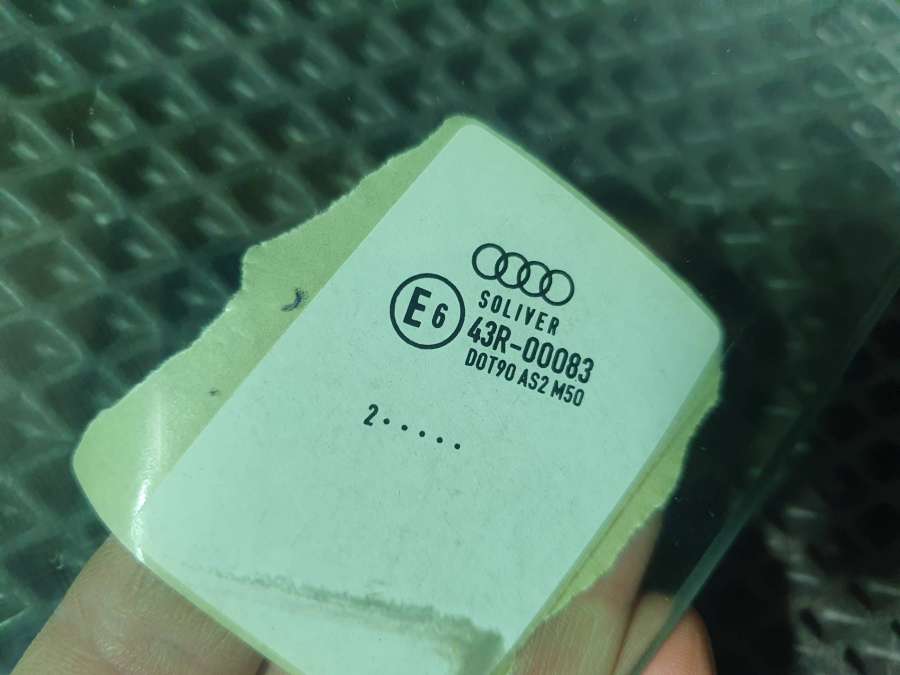 SOLIVER
E6
43R-00083
DOT90 AS2 M50
2.....